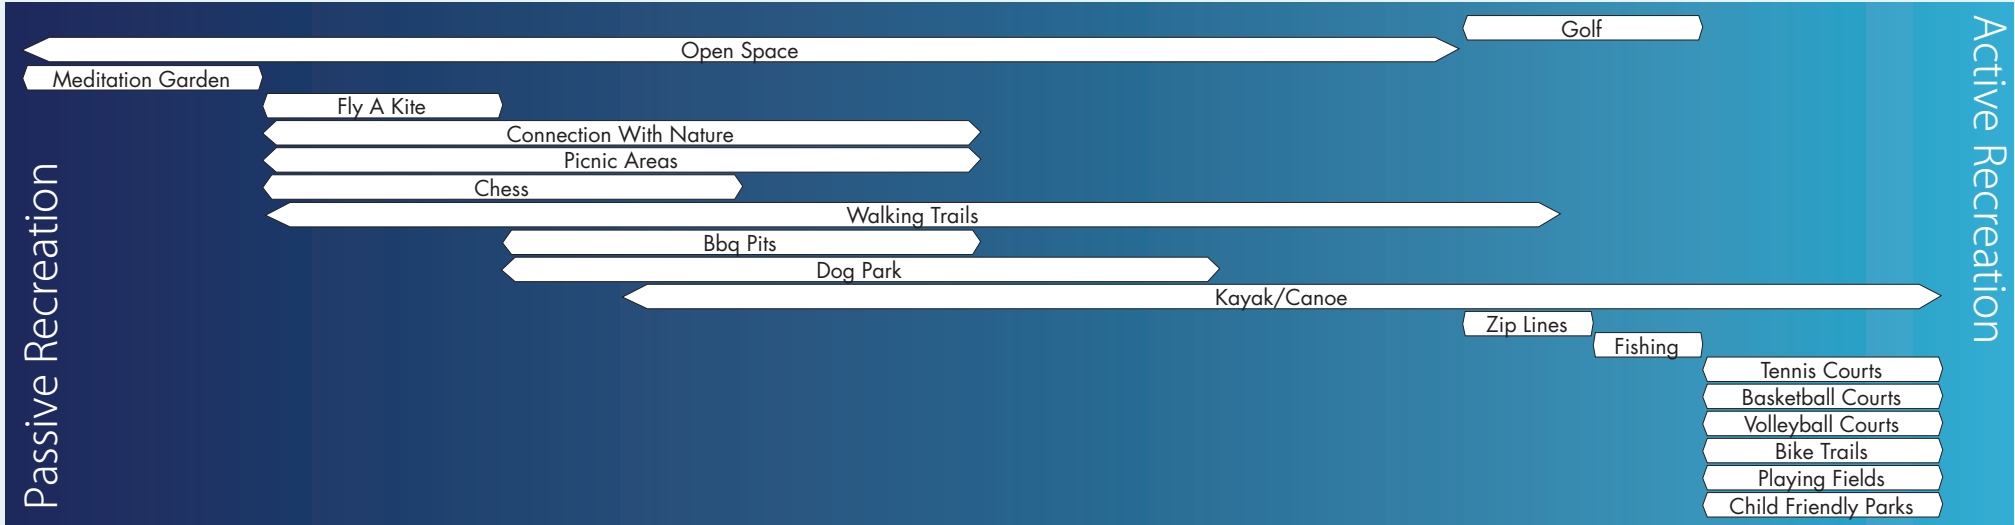 Passive Recreation
Golf
Open Space
Meditation Garden
Fly A Kite
Connection With Nature
Picnic Areas
Chess
Walking Trails
Bbq Pits
Dog Park
Kayak/Canoe
Zip Lines
Fishing
Tennis Courts
Basketball Courts
Volleyball Courts
Bike Trails
Playing Fields
Child Friendly Parks
Active Recreation